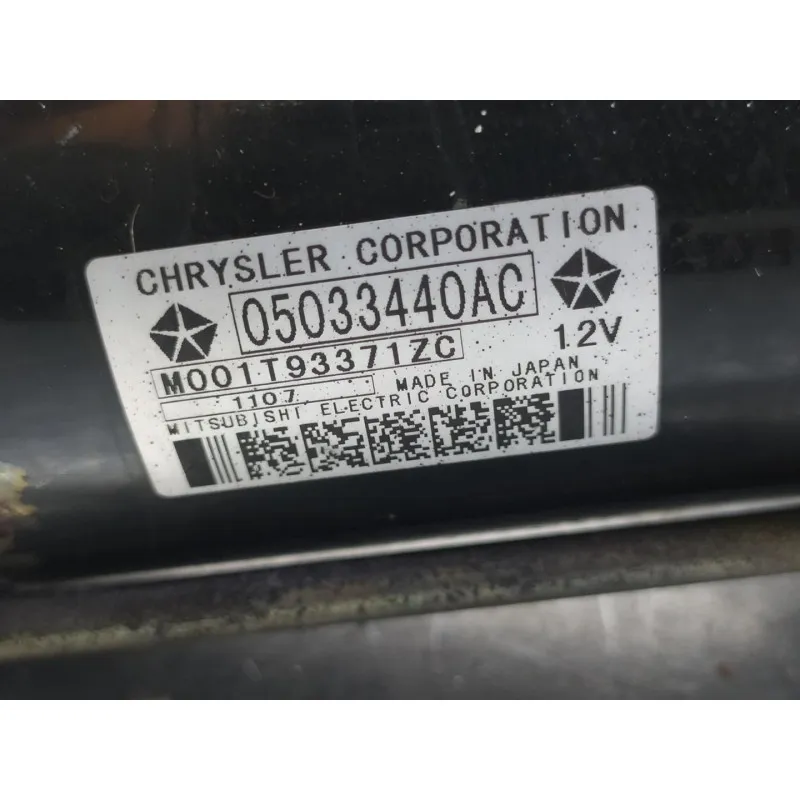 CHRYSLER CORPORATION
05033440AC
M001T93371ZC 12V
1107 MADE IN JAPAN
MITSUBISHI ELECTRIC CORPORATION